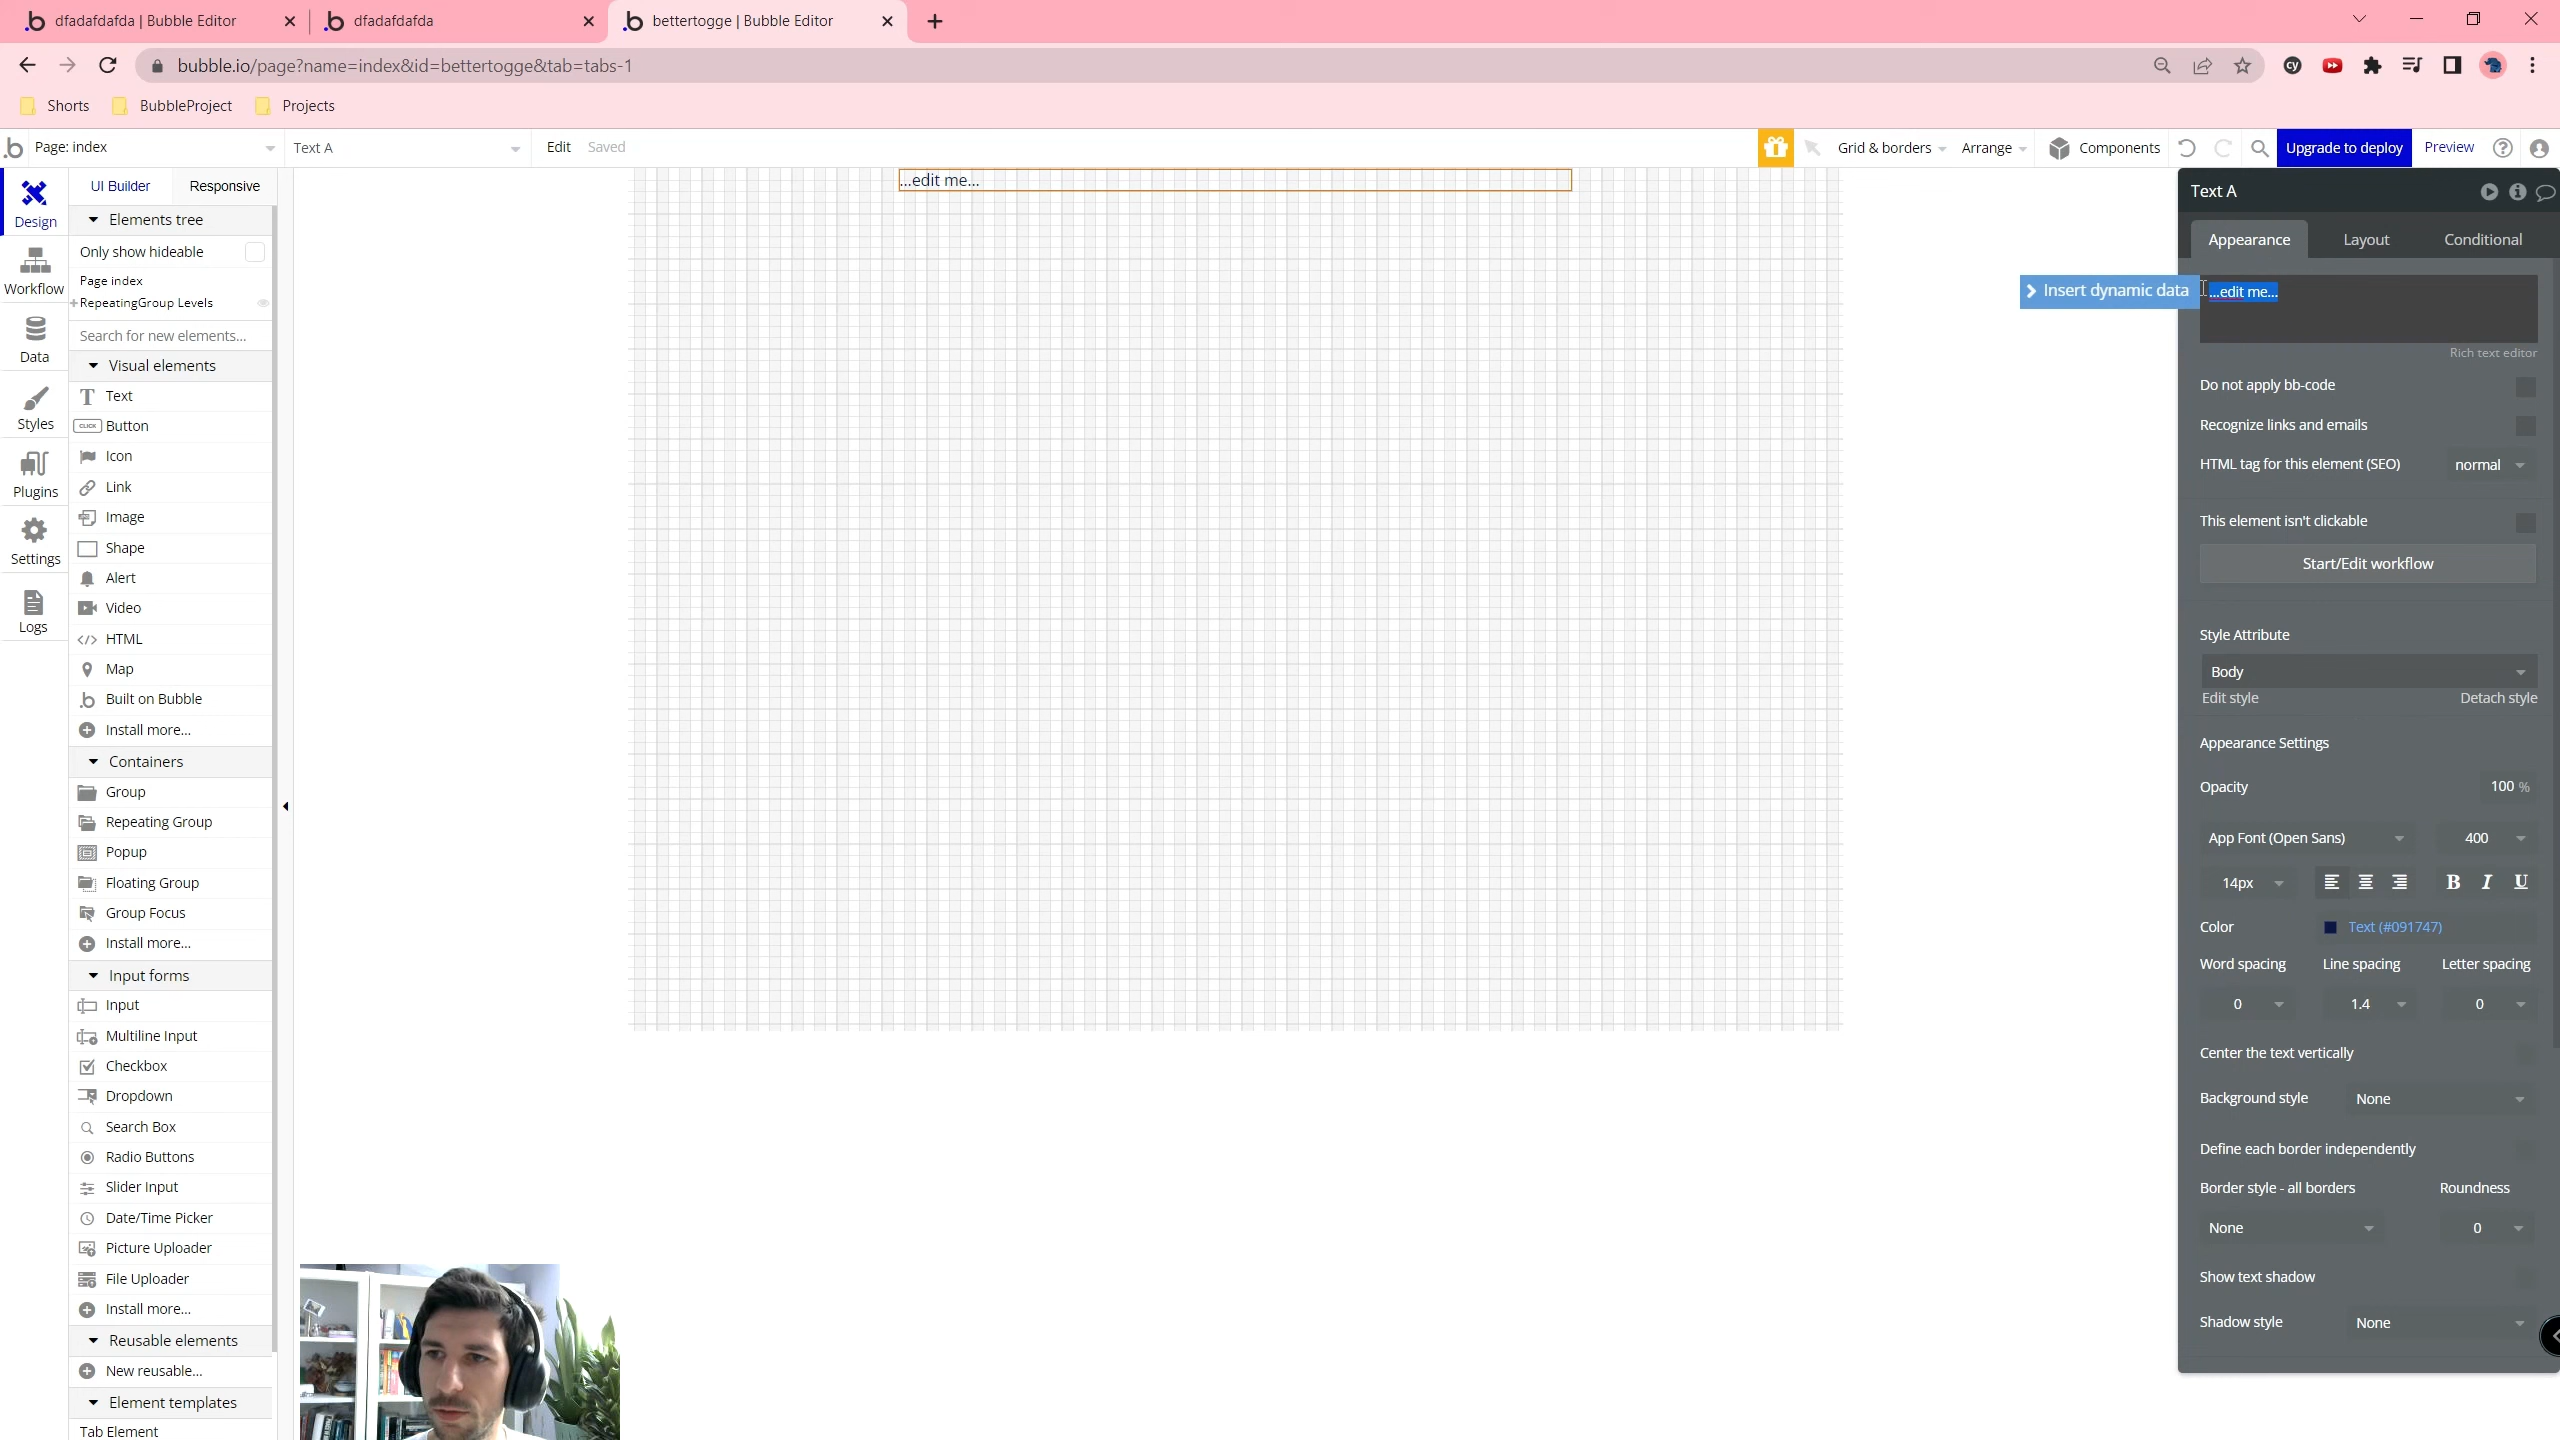 dfadafdafda | Bubble Editor
dfadafdafda
bettertogge | Bubble Editor
bubble.io/page?name=index&id=bettertogge&tab=tabs-1
Shorts
BubbleProject
Projects
Page: index
Text A
Edit
Saved
Grid & borders
Arrange
Components
Upgrade to deploy
Preview
Design
Workflow
Data
Styles
Plugins
Settings
Logs
UI Builder
Responsive
Elements tree
Only show hideable
Page index
RepeatingGroup Levels
Search for new elements...
Visual elements
Text
CLICK Button
Icon
Link
Image
Shape
Alert
Video
HTML
Map
Built on Bubble
Install more...
Containers
Group
Repeating Group
Popup
Floating Group
Group Focus
Install more...
Input forms
Input
Multiline Input
Checkbox
Dropdown
Search Box
Radio Buttons
Slider Input
Date/Time Picker
Picture Uploader
File Uploader
Install more...
Reusable elements
New reusable...
Element templates
Tab Element
...edit me...
Text A
Appearance
Layout
Conditional
Insert dynamic data
...edit me...
Rich text editor
Do not apply bb-code
Recognize links and emails
HTML tag for this element (SEO)
normal
This element isn't clickable
Start/Edit workflow
Style Attribute
Body
Edit style
Detach style
Appearance Settings
Opacity
100 %
App Font (Open Sans)
400
14px
B I U
Color
Text (#091747)
Word spacing
Line spacing
Letter spacing
0
1.4
0
Center the text vertically
Background style
None
Define each border independently
Border style - all borders
Roundness
None
0
Show text shadow
Shadow style
None